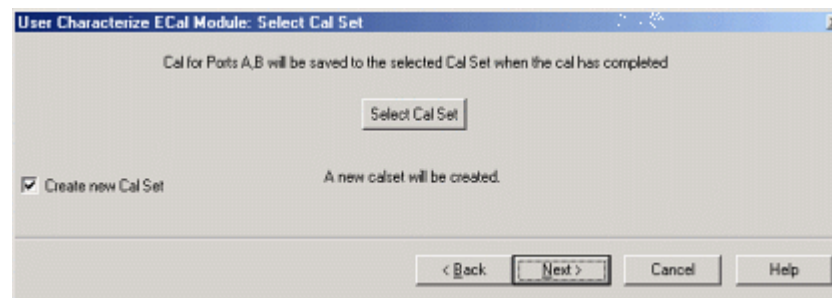 User Characterize ECal Module: Select Cal Set
Cal for Ports A,B will be saved to the selected Cal Set when the cal has completed
Select Cal Set
Create new Cal Set
A new calset will be created.
< Back
Next >
Cancel
Help